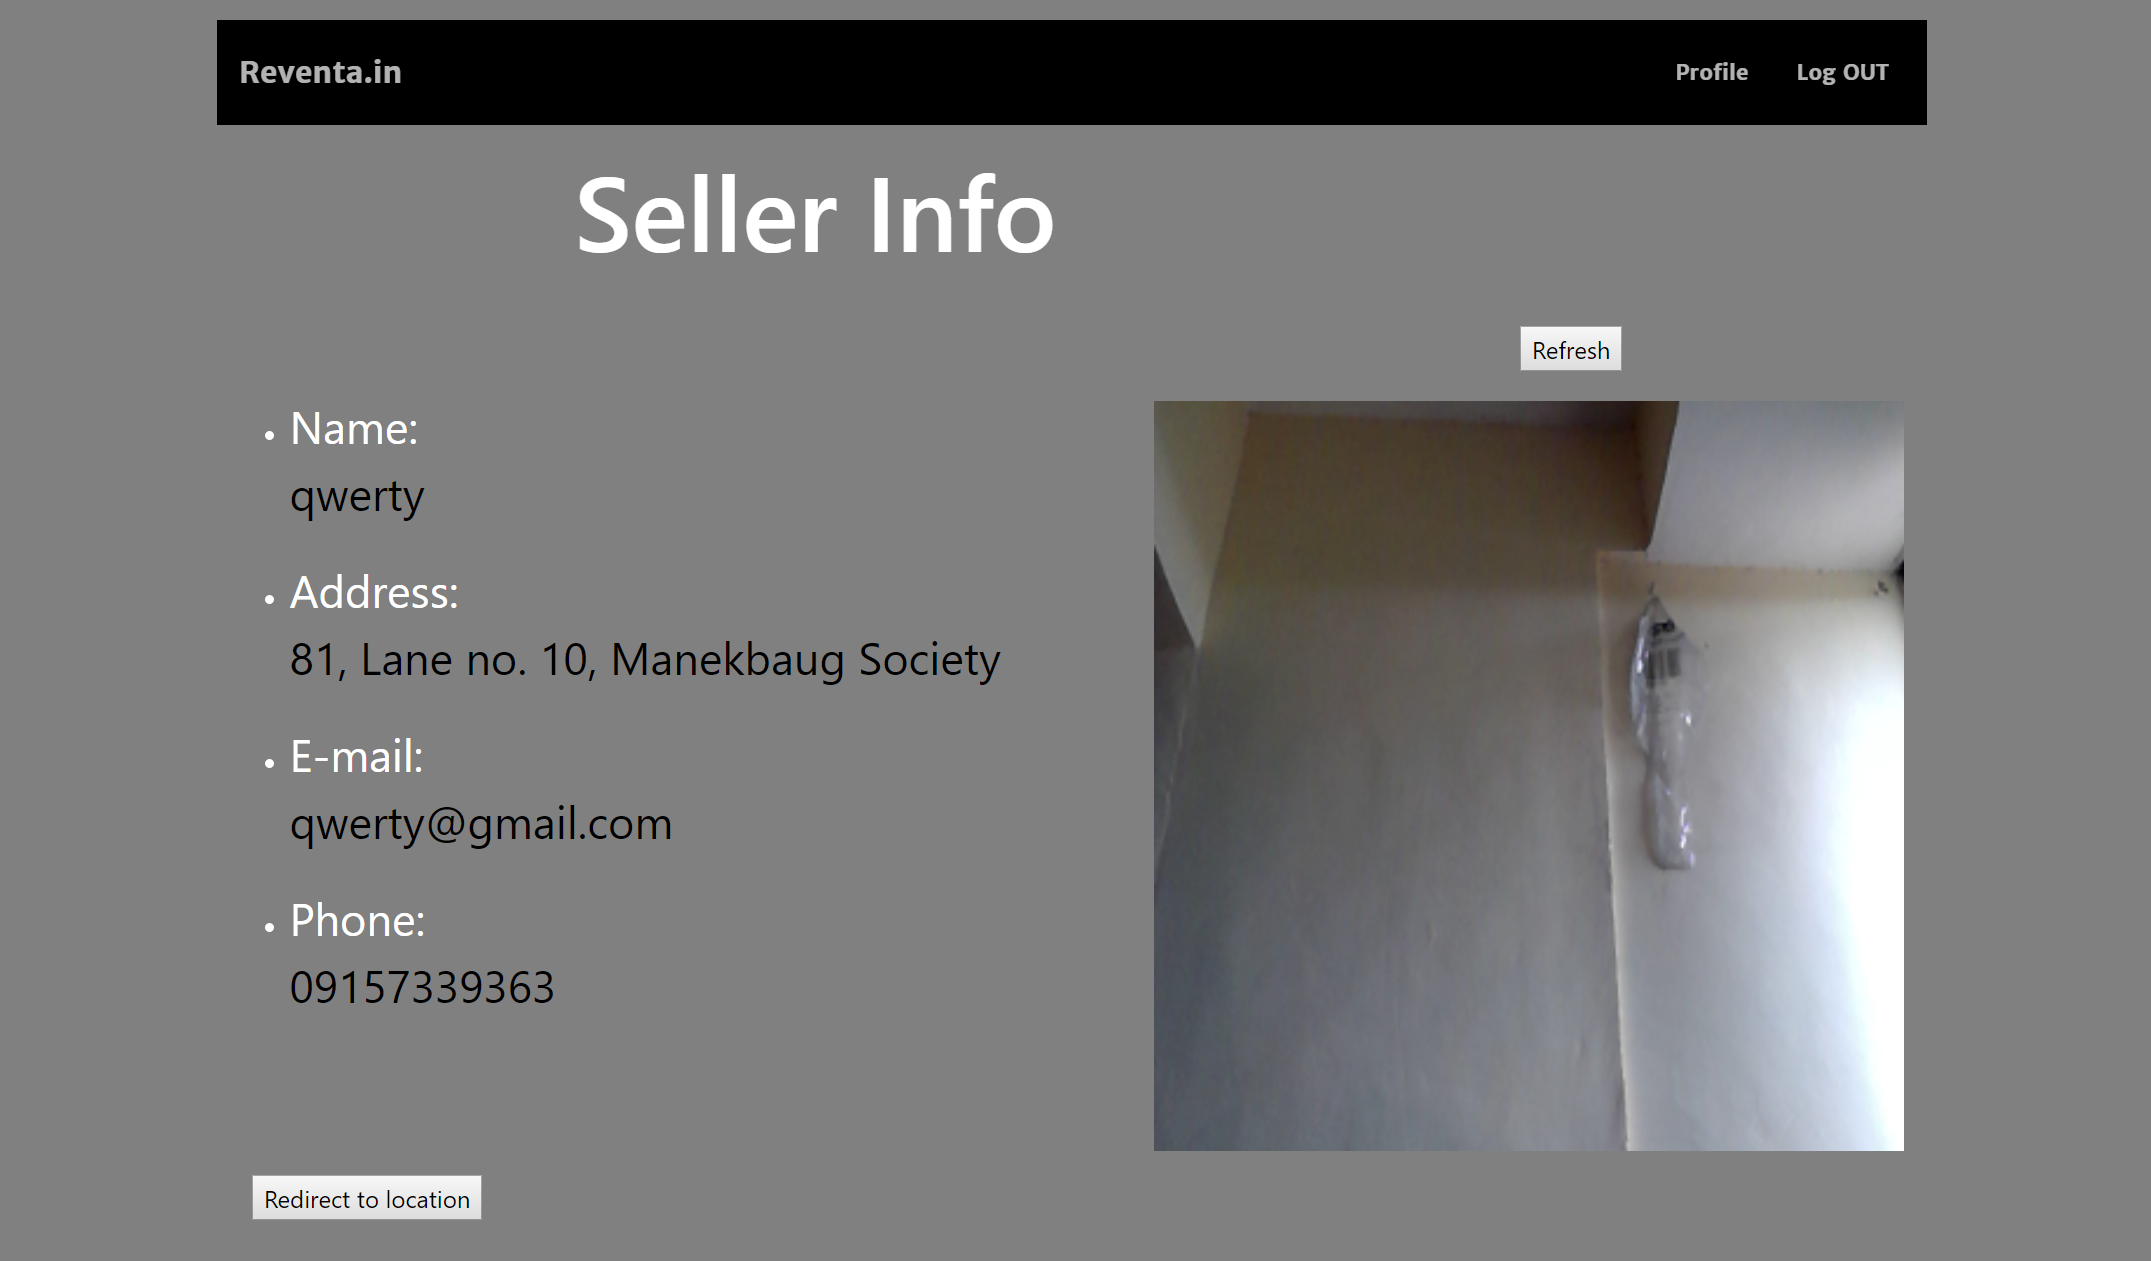 Reventa.in
Profile
Log OUT
Seller Info
Refresh
Name:
qwerty
Address:
81, Lane no. 10, Manekbaug Society
E-mail:
qwerty@gmail.com
Phone:
09157339363
Redirect to location